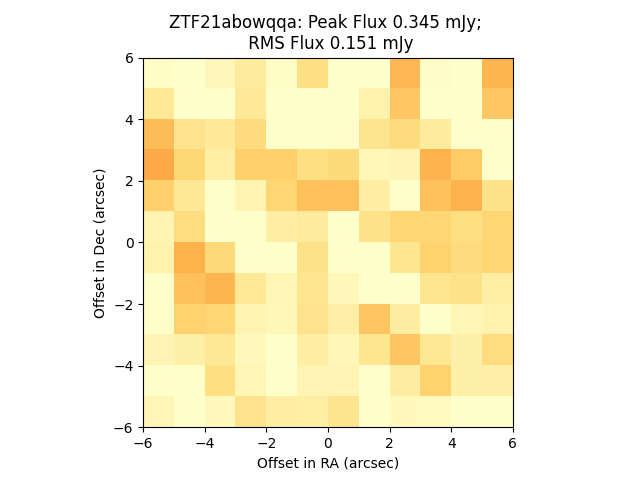 ZTF21abowqqa: Peak Flux 0.345 mJy;
RMS Flux 0.151 mJy
6
4
2
0
−2
−4
−6
Offset in Dec (arcsec)
−6 −4 −2 0 2 4 6
Offset in RA (arcsec)